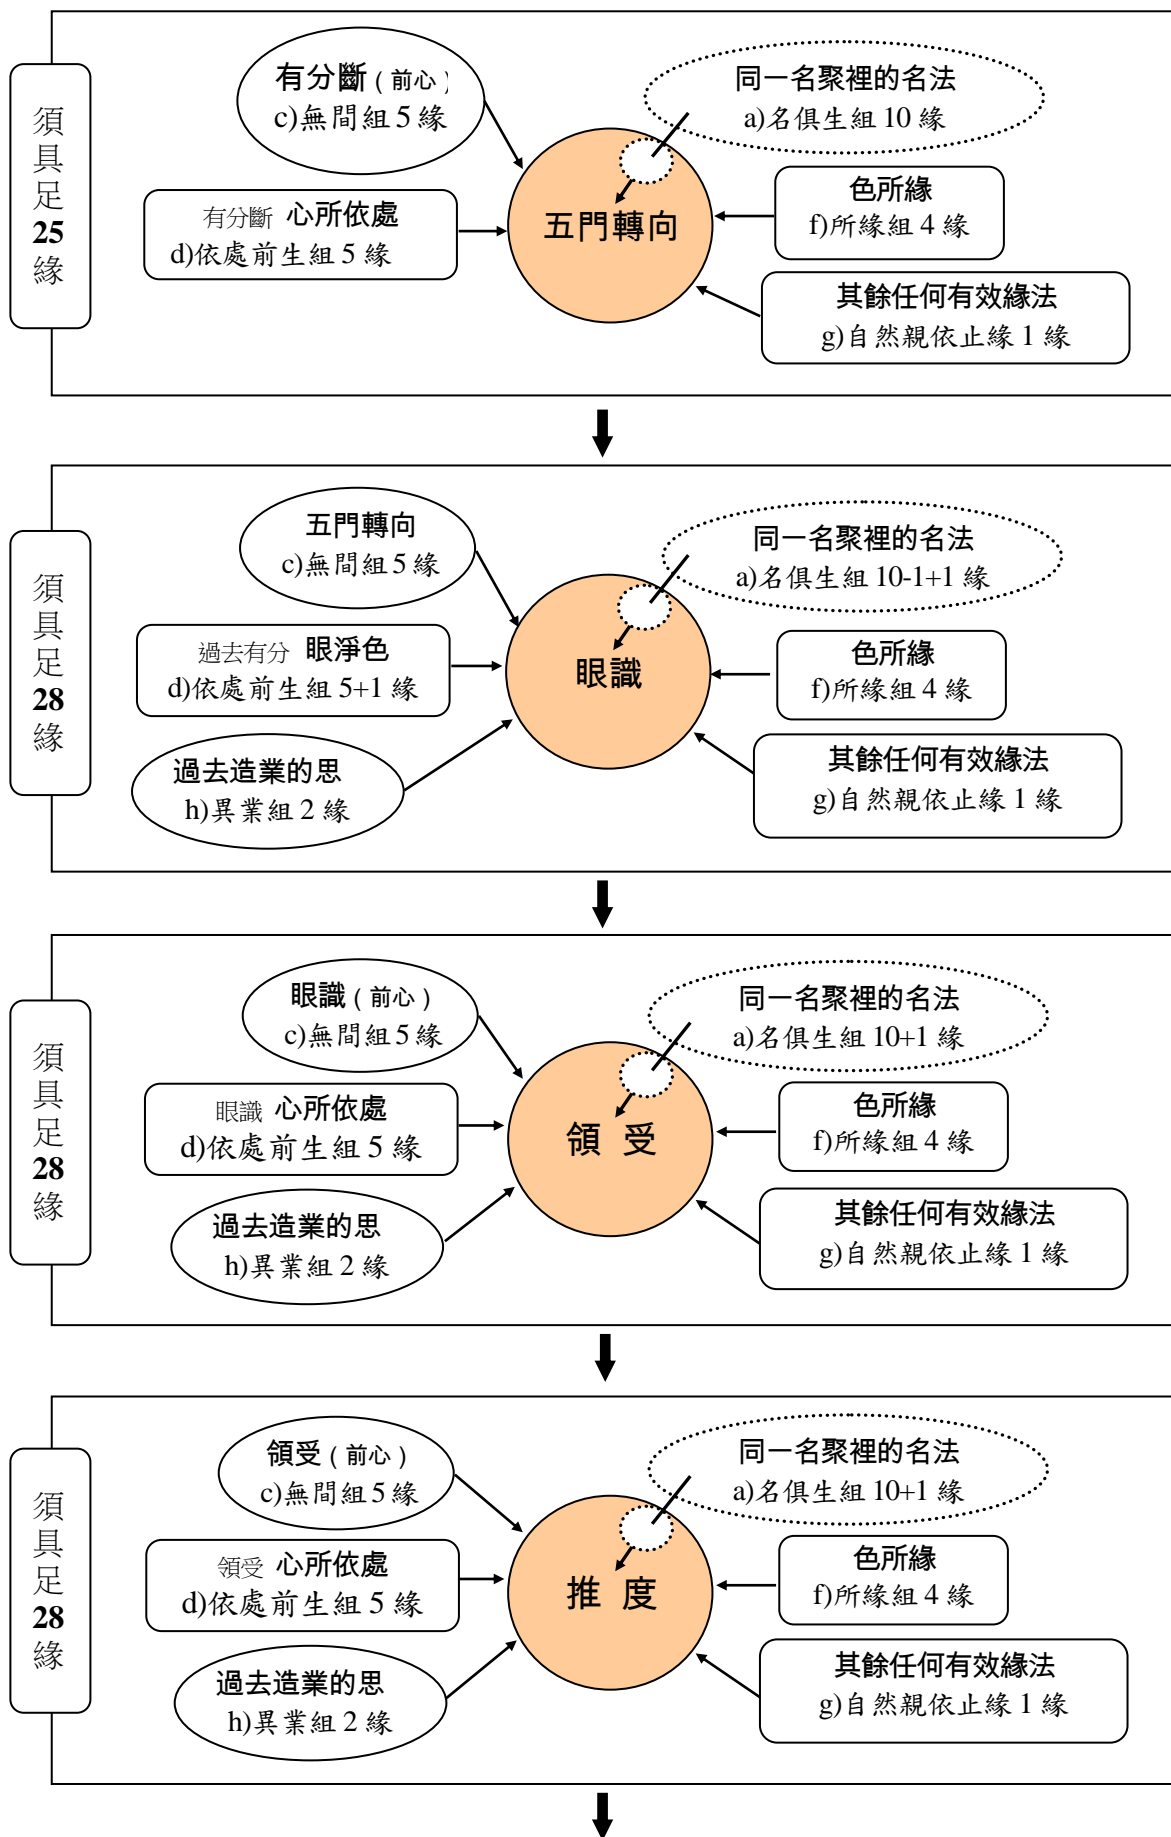 須具足25緣
有分斷（前心）
c)無間組 5 緣
同一名聚裡的名法
a)名俱生組 10 緣
有分斷 心所依處
d)依處前生組 5 緣
五門轉向
色所緣
f)所緣組 4 緣
其餘任何有效緣法
g)自然親依止緣 1 緣
須具足28緣
五門轉向
c)無間組 5 緣
同一名聚裡的名法
a)名俱生組 10-1+1 緣
過去有分 眼淨色
d)依處前生組 5+1 緣
眼識
色所緣
f)所緣組 4 緣
過去造業的思
h)異業組 2 緣
其餘任何有效緣法
g)自然親依止緣 1 緣
須具足28緣
眼識（前心）
c)無間組 5 緣
同一名聚裡的名法
a)名俱生組 10+1 緣
眼識 心所依處
d)依處前生組 5 緣
領 受
色所緣
f)所緣組 4 緣
過去造業的思
h)異業組 2 緣
其餘任何有效緣法
g)自然親依止緣 1 緣
須具足28緣
領受（前心）
c)無間組 5 緣
同一名聚裡的名法
a)名俱生組 10+1 緣
領受 心所依處
d)依處前生組 5 緣
推 度
色所緣
f)所緣組 4 緣
過去造業的思
h)異業組 2 緣
其餘任何有效緣法
g)自然親依止緣 1 緣